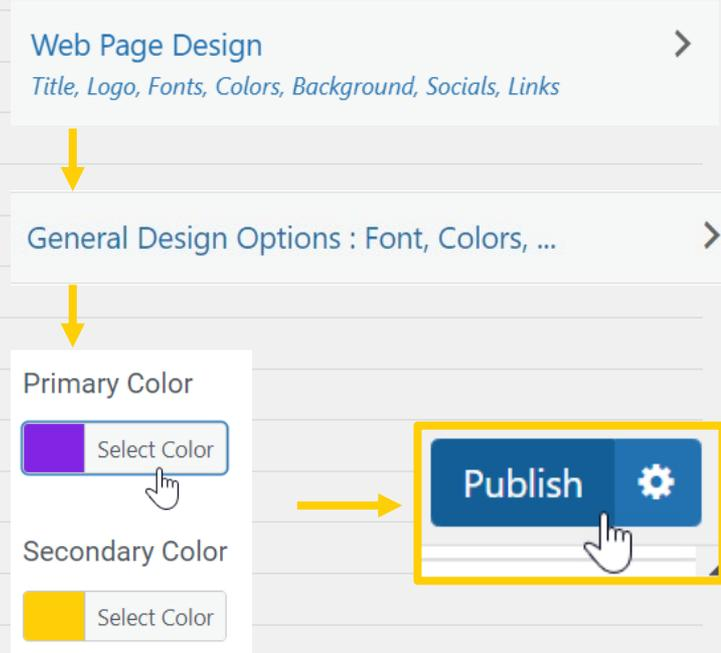 Web Page Design
Title, Logo, Fonts, Colors, Background, Socials, Links
General Design Options : Font, Colors, ...
Primary Color
Select Color
Secondary Color
Select Color
Publish